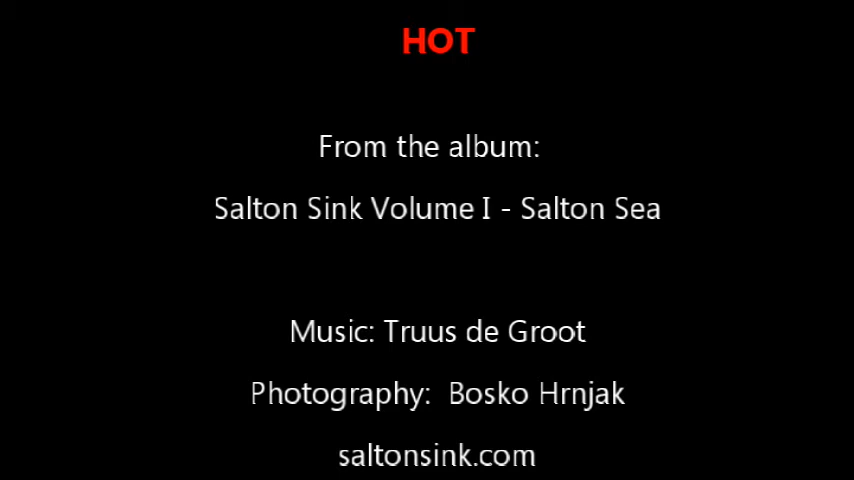 HOT
From the album:
Salton Sink Volume I - Salton Sea
Music: Truus de Groot
Photography:  Bosko Hrnjak
saltonsink.com